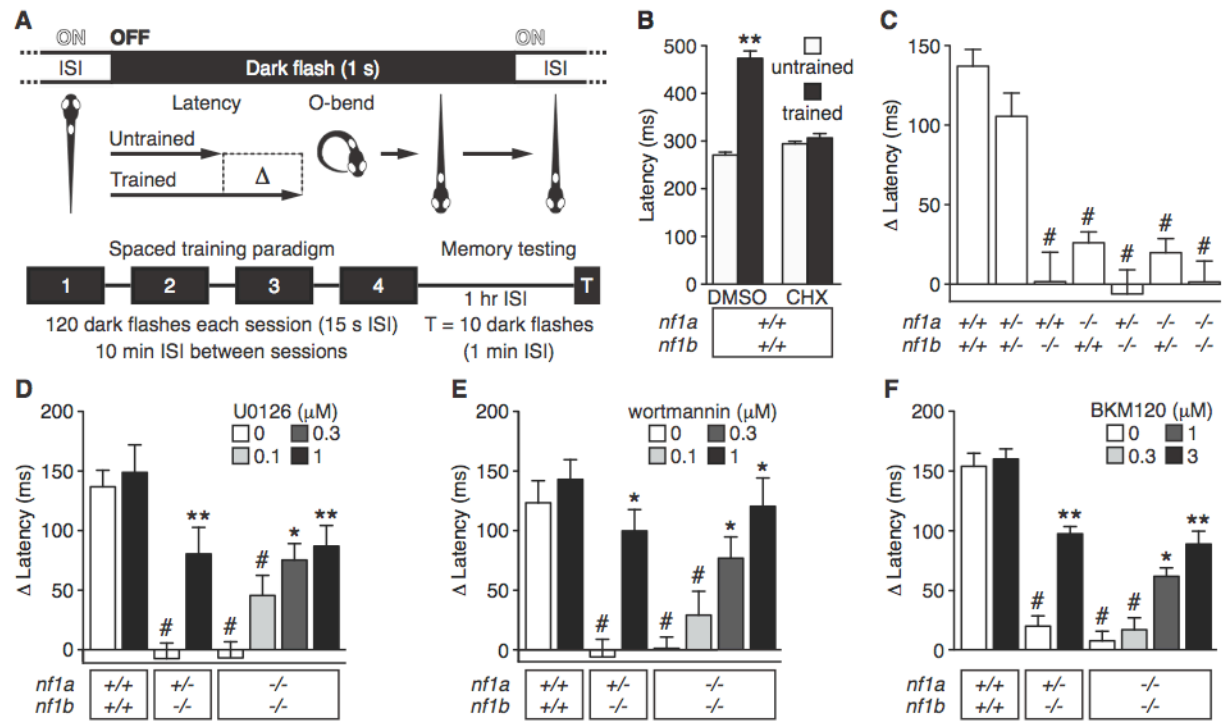 A
ON OFF ON
ISI Dark flash (1 s) ISI
Latency O-bend
Untrained
Trained Δ
Spaced training paradigm Memory testing
1 2 3 4 T
1 hr ISI
120 dark flashes each session (15 s ISI) T = 10 dark flashes
10 min ISI between sessions (1 min ISI)
B
**
untrained
trained
Latency (ms)
500
400
300
200
100
0
DMSO CHX
nf1a +/+
nf1b +/+
C
Δ Latency (ms)
150
100
50
0
# # # # #
nf1a +/+ +/- +/+ -/- +/- -/- -/-
nf1b +/+ +/+ -/- +/+ -/- +/- -/-
D
U0126 (μM)
0 0.3
0.1 1
Δ Latency (ms)
200
150
100
50
0
# ** # # * **
nf1a +/+ +/- -/-
nf1b +/+ -/- -/-
E
wortmannin (μM)
0 0.3
0.1 1
Δ Latency (ms)
200
150
100
50
0
# * # # * *
nf1a +/+ +/- -/-
nf1b +/+ -/- -/-
F
BKM120 (μM)
0 1
0.3 3
Δ Latency (ms)
200
150
100
50
0
# ** # # * **
nf1a +/+ +/- -/-
nf1b +/+ -/- -/-